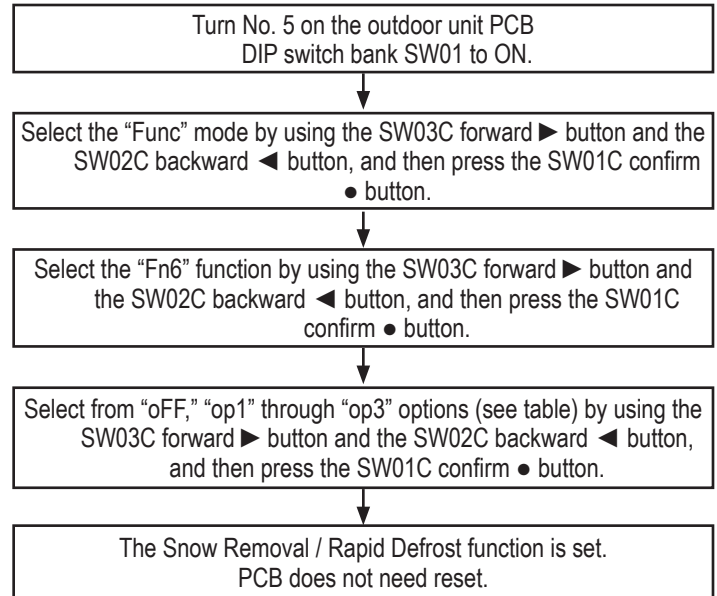 Turn No. 5 on the outdoor unit PCB
DIP switch bank SW01 to ON.
Select the “Func” mode by using the SW03C forward ► button and the
SW02C backward ◄ button, and then press the SW01C confirm
● button.
Select the “Fn6” function by using the SW03C forward ► button and
the SW02C backward ◄ button, and then press the SW01C
confirm ● button.
Select from “oFF,” “op1” through “op3” options (see table) by using the
SW03C forward ► button and the SW02C backward ◄ button,
and then press the SW01C confirm ● button.
The Snow Removal / Rapid Defrost function is set.
PCB does not need reset.